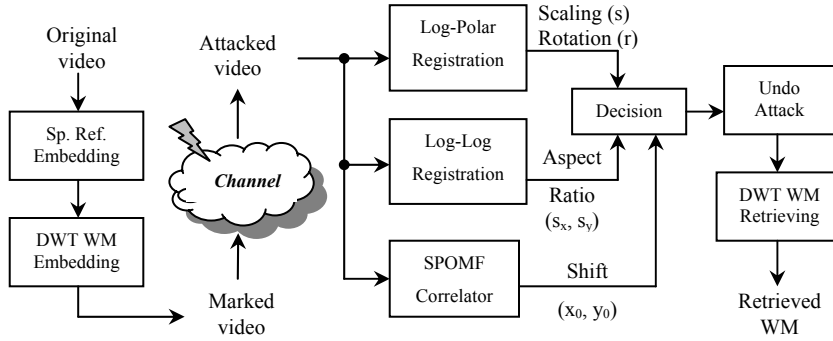 Original
video
Sp. Ref.
Embedding
DWT WM
Embedding
Marked
video
Channel
Attacked
video
Log-Polar
Registration
Scaling (s)
Rotation (r)
Log-Log
Registration
Aspect
Ratio
(sx, sy)
SPOMF
Correlator
Shift
(x0, y0)
Decision
Undo
Attack
DWT WM
Retrieving
Retrieved
WM